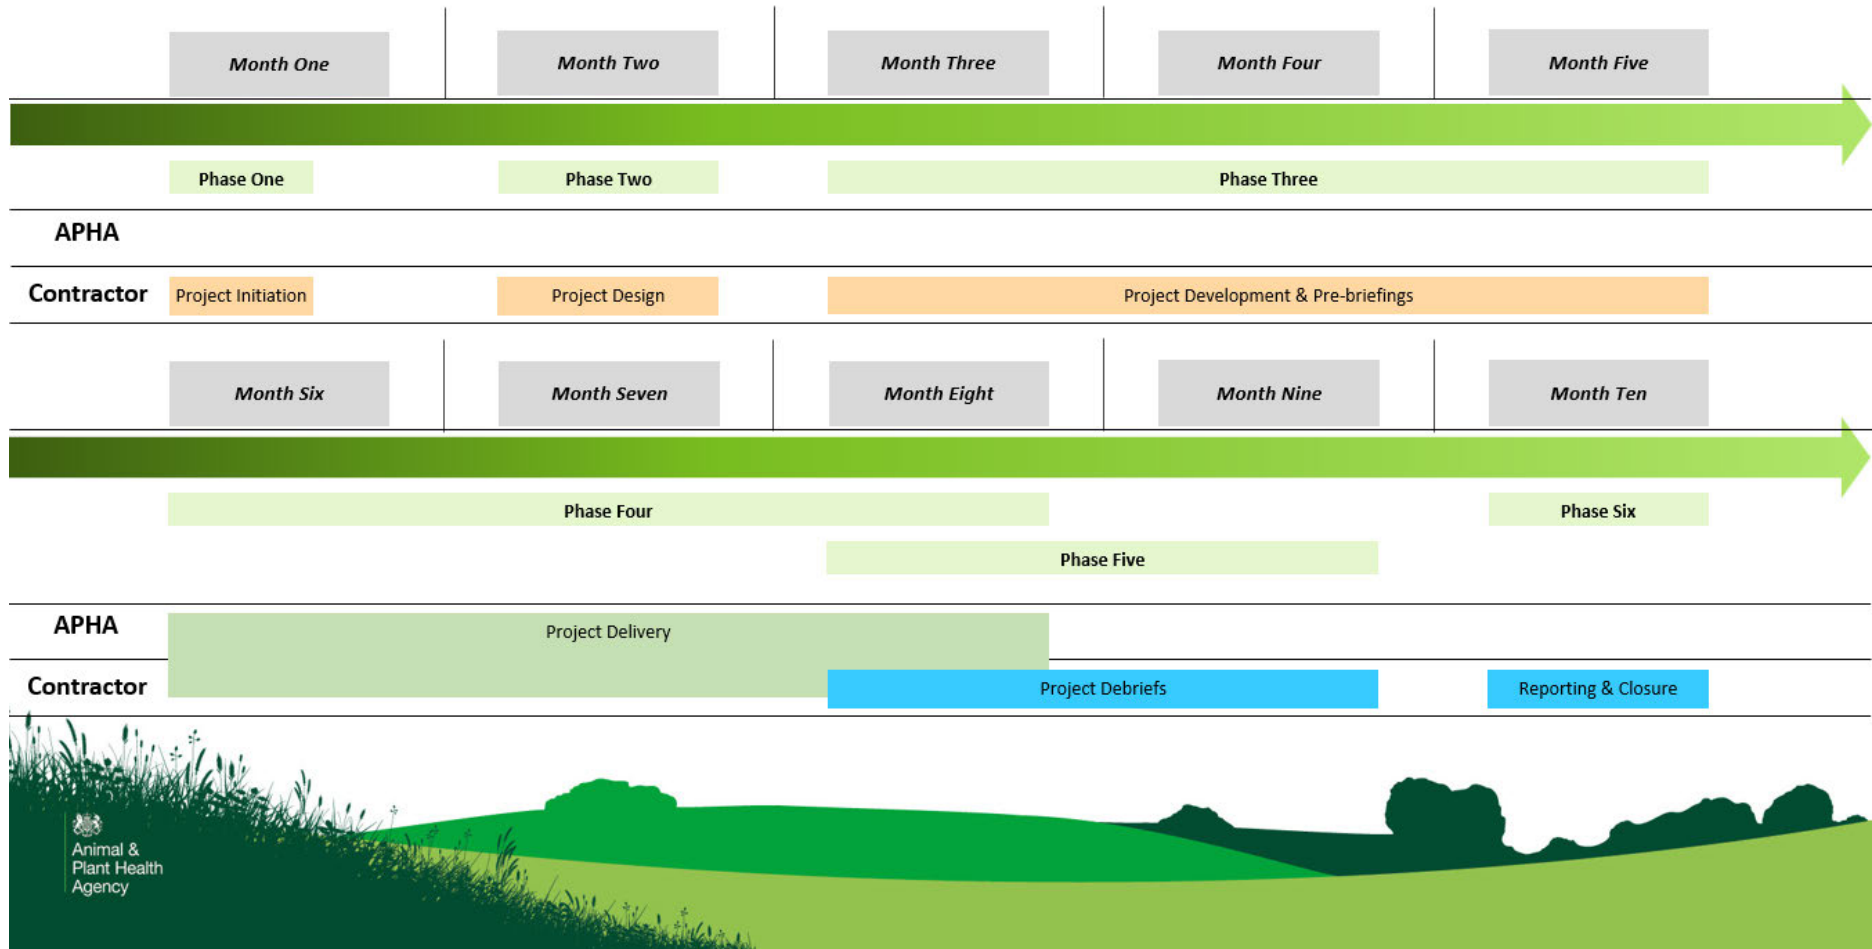 Month One
Month Two
Month Three
Month Four
Month Five
Phase One
Phase Two
Phase Three
APHA
Contractor
Project Initiation
Project Design
Project Development & Pre-briefings
Month Six
Month Seven
Month Eight
Month Nine
Month Ten
Phase Four
Phase Six
Phase Five
APHA
Project Delivery
Contractor
Project Debriefs
Reporting & Closure
Animal &
Plant Health
Agency